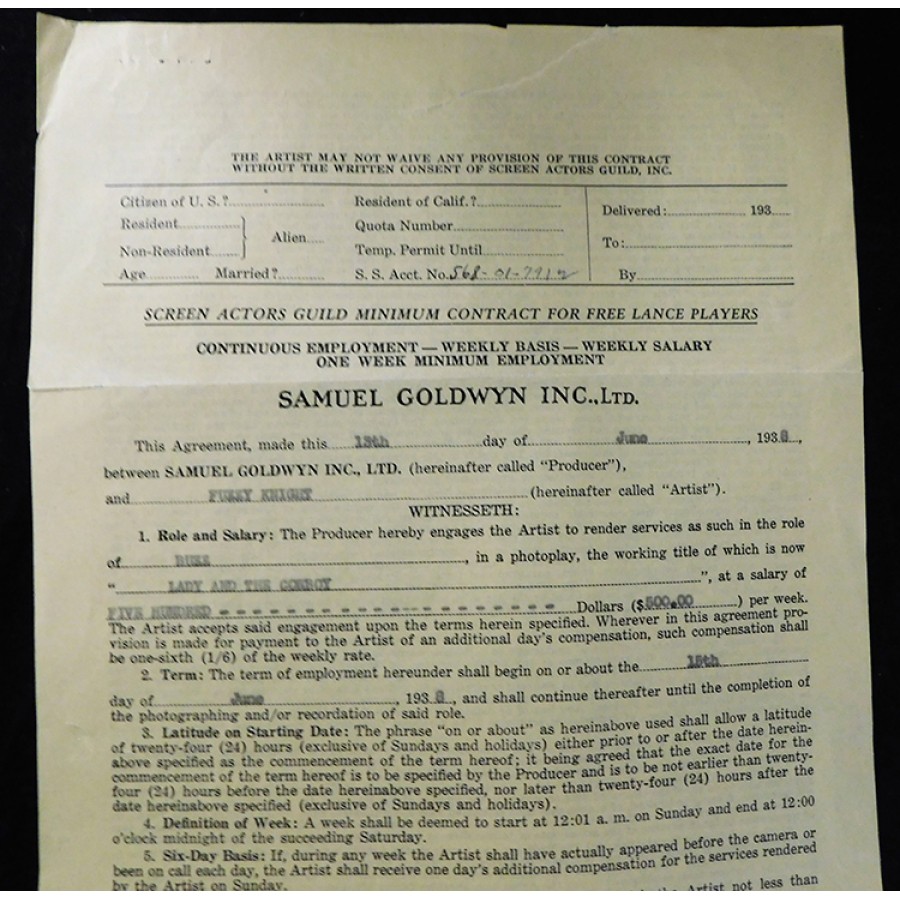 THE ARTIST MAY NOT WAIVE ANY PROVISION OF THIS CONTRACT
WITHOUT THE WRITTEN CONSENT OF SCREEN ACTORS GUILD, INC.
Citizen of U. S.?
Resident
Non-Resident
Alien
Age Married?
Resident of Calif.?
Quota Number
Temp. Permit Until
S. S. Acct. No. 568-01-7912
Delivered: 193
To:
By
SCREEN ACTORS GUILD MINIMUM CONTRACT FOR FREE LANCE PLAYERS
CONTINUOUS EMPLOYMENT — WEEKLY BASIS — WEEKLY SALARY
ONE WEEK MINIMUM EMPLOYMENT
SAMUEL GOLDWYN INC., LTD.
This Agreement, made this 13th day of June, 1938,
between SAMUEL GOLDWYN INC., LTD. (hereinafter called "Producer"),
and FUZZY KNIGHT (hereinafter called "Artist").
WITNESSETH:
1. Role and Salary: The Producer hereby engages the Artist to render services as such in the role
of, in a photoplay, the working title of which is now
" LADY AND THE COWBOY ", at a salary of
FIVE HUNDRED - - - - - - - - - - - - - - - - - - - Dollars ($500.00) per week.
The Artist accepts said engagement upon the terms herein specified. Wherever in this agreement pro-
vision is made for payment to the Artist of an additional day's compensation, such compensation shall
be one-sixth (1/6) of the weekly rate.
2. Term: The term of employment hereunder shall begin on or about the 15th
day of June, 1938, and shall continue thereafter until the completion of
the photographing and/or recordation of said role.
3. Latitude on Starting Date: The phrase "on or about" as hereinabove used shall allow a latitude
of twenty-four (24) hours (exclusive of Sundays and holidays) either prior to or after the date herein-
above specified as the commencement of the term hereof; it being agreed that the exact date for the
commencement of the term hereof is to be specified by the Producer and is to be not earlier than twenty-
four (24) hours before the date hereinabove specified, nor later than twenty-four (24) hours after the
date hereinabove specified (exclusive of Sundays and holidays).
4. Definition of Week: A week shall be deemed to start at 12:01 a. m. on Sunday and end at 12:00
o'clock midnight of the succeeding Saturday.
5. Six-Day Basis: If, during any week the Artist shall have actually appeared before the camera or
been on call each day, the Artist shall receive one day's additional compensation for the services rendered
by the Artist on Sunday.
the Artist not less than